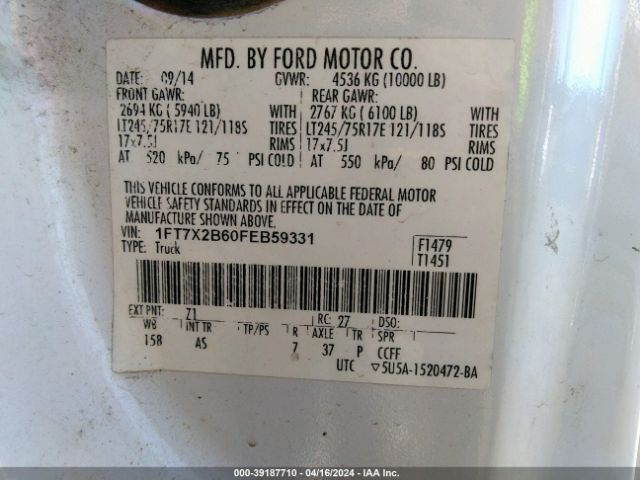 MFD. BY FORD MOTOR CO.
DATE: 09/14 GVWR: 4536 KG (10000 LB)
FRONT GAWR: REAR GAWR:
2694 KG ( 5940 LB) WITH 2767 KG ( 6100 LB) WITH
LT245/75R17E 121/118S TIRES LT245/75R17E 121/118S TIRES
17x7.5J RIMS 17x7.5J RIMS
AT 520 kPa/ 75 PSI COLD AT 550 kPa/ 80 PSI COLD
THIS VEHICLE CONFORMS TO ALL APPLICABLE FEDERAL MOTOR
VEHICLE SAFETY STANDARDS IN EFFECT ON THE DATE OF
MANUFACTURE SHOWN ABOVE.
VIN: 1FT7X2B60FEB59331
TYPE: Truck
F1479
T1451
EXT PNT: Z1 RC: 27 DSO:
WB INT TR TP/PS R AXLE TR SPR
158 AS 7 37 P CCFF
UTC ▽5U5A-1520472-BA
000-39187710 - 04/16/2024 - IAA Inc.